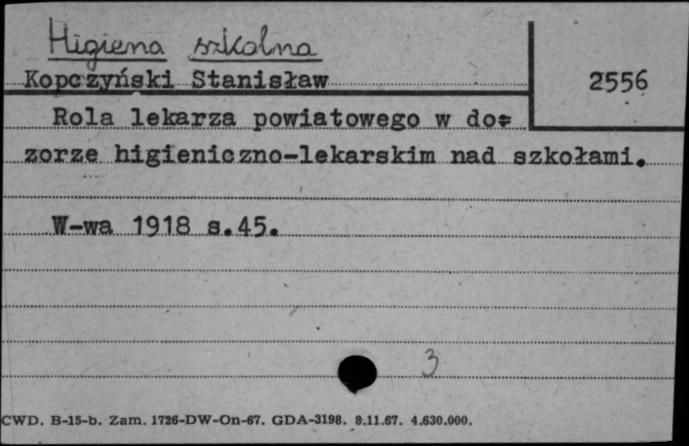 Higiena szkolna
Kopczyński Stanisław
2556
Rola lekarza powiatowego w do=
zorze higieniczno-lekarskim nad szkołami.
W-wa 1918 s.45.
3
CWD. B-15-b. Zam. 1726-DW-On-67. GDA-3198. 9.11.67. 4.630.000.